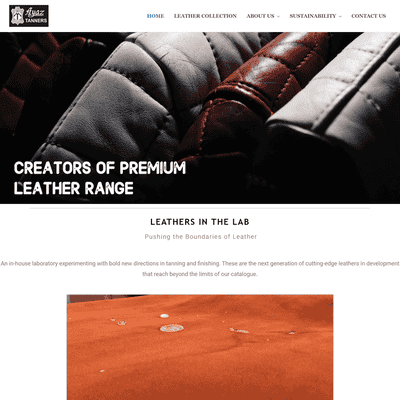 Ayaz
TANNERS
HOME
LEATHER COLLECTION
ABOUT US
SUSTAINABILITY
CONTACT US
CREATORS OF PREMIUM
LEATHER RANGE
LEATHERS IN THE LAB
Pushing the Boundaries of Leather
An in-house laboratory experimenting with bold new directions in tanning and finishing. These are the next generation of cutting-edge leathers in development
that reach beyond the limits of our catalogue.